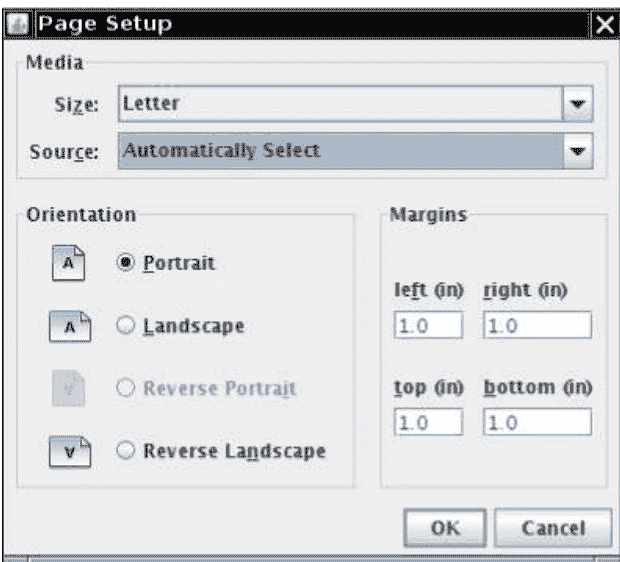 Page Setup
Media
Size: Letter
Source: Automatically Select
Orientation
A Portrait
A Landscape
A Reverse Portrait
A Reverse Landscape
Margins
left (in) right (in)
1.0 1.0
top (in) bottom (in)
1.0 1.0
OK Cancel